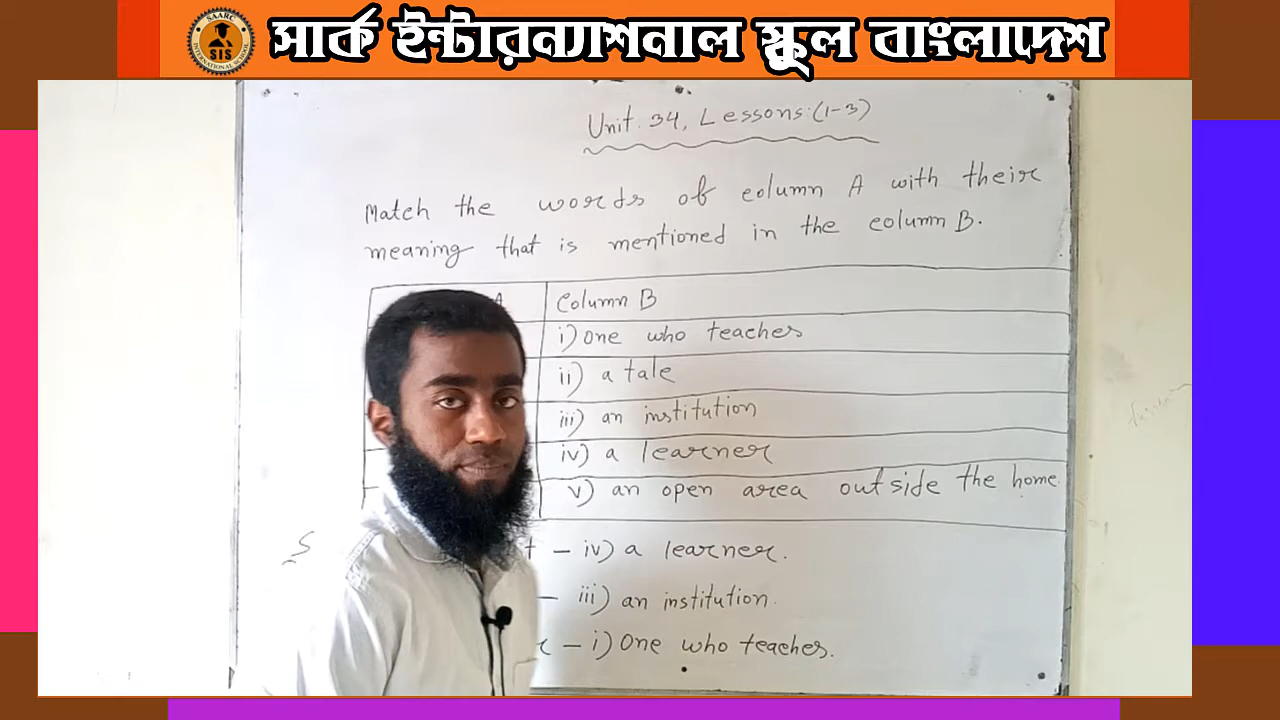 সার্ক ইন্টারন্যাশনাল স্কুল বাংলাদেশ
SAARC
SIS
INTERNATIONAL SCHOOL
Unit. 34, Lessons: (1-3)
Match the words of column A with their
meaning that is mentioned in the column B.
A Column B
i) One who teaches
ii) a tale
iii) an institution
iv) a learner
v) an open area outside the home.
S t – iv) a learner.
– iii) an institution.
r – i) One who teaches.